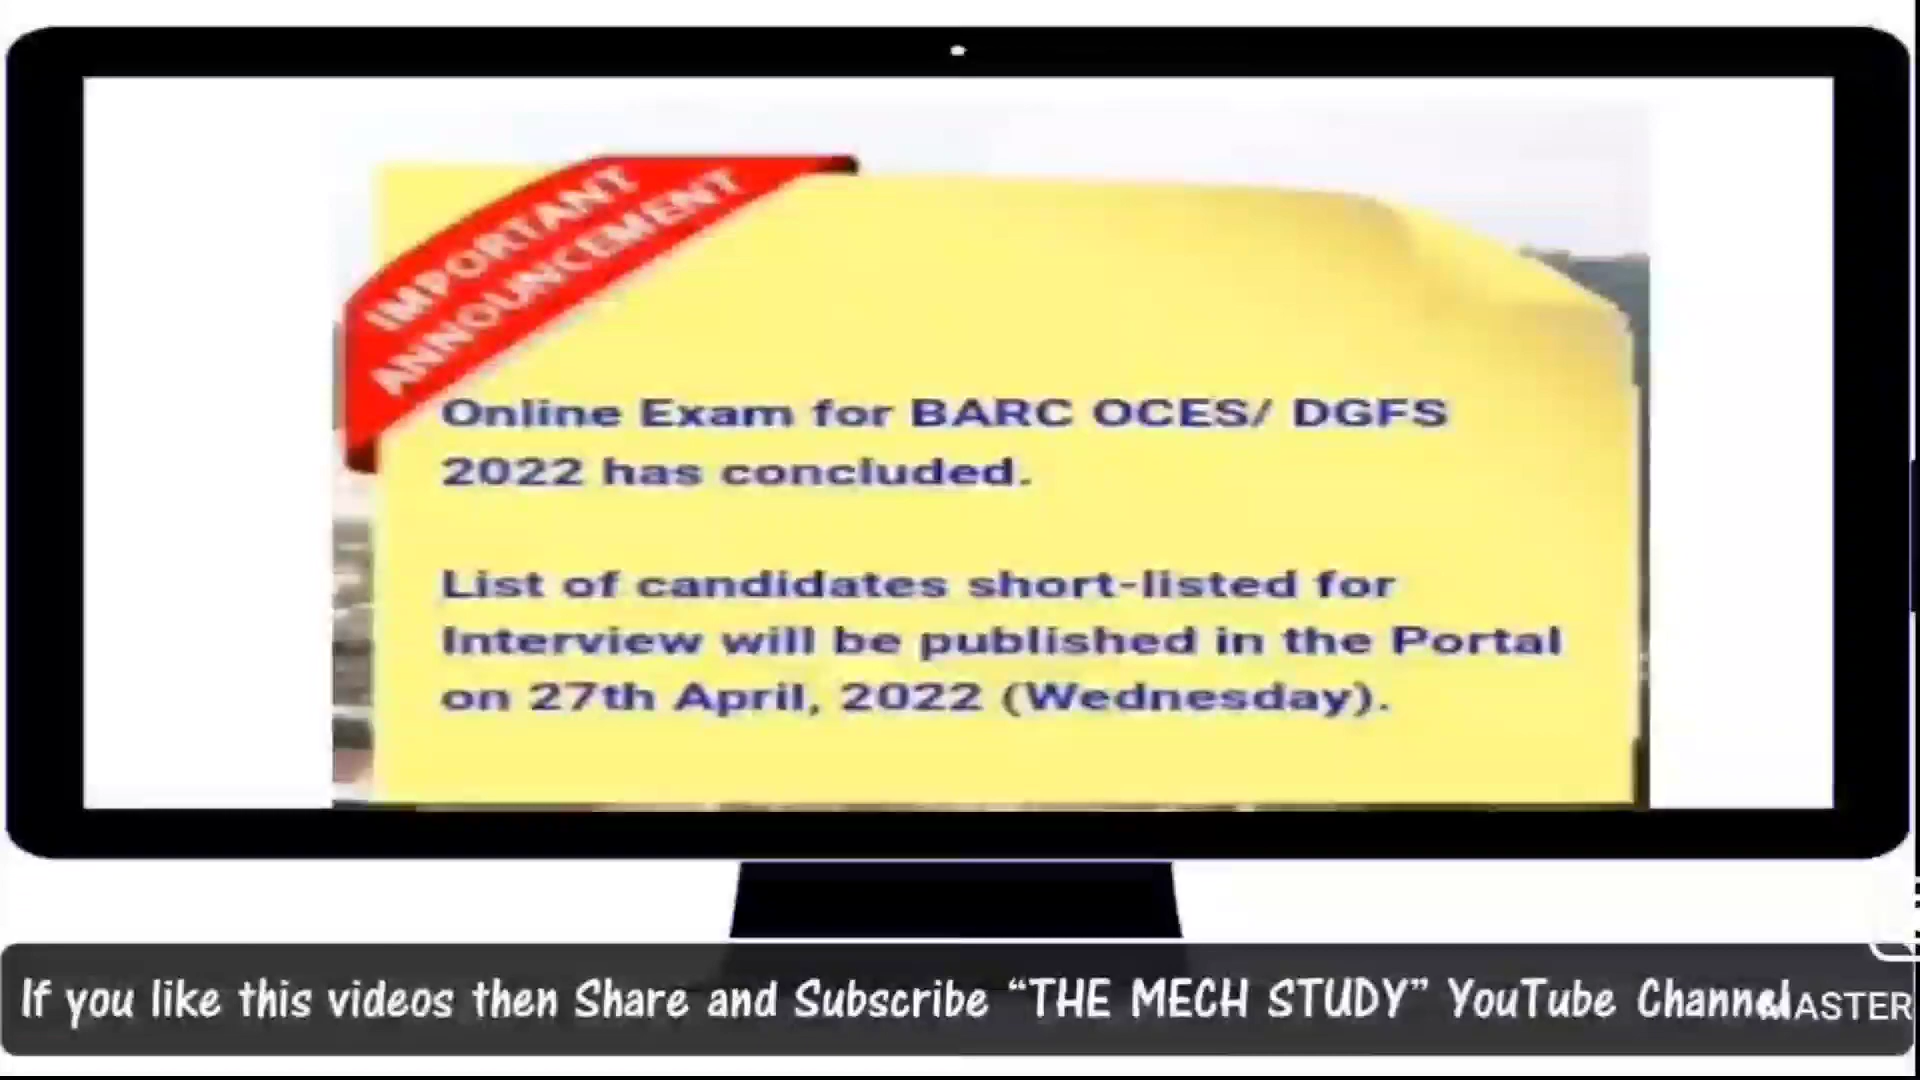 IMPORTANT
ANNOUNCEMENT
Online Exam for BARC OCES/ DGFS
2022 has concluded.
List of candidates short-listed for
Interview will be published in the Portal
on 27th April, 2022 (Wednesday).
If you like this videos then Share and Subscribe “THE MECH STUDY” YouTube Channel
MASTER